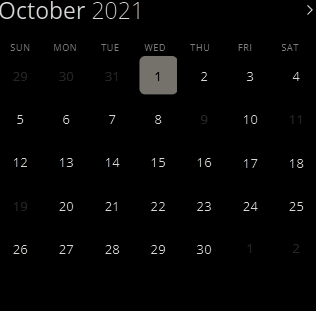 October 2021
SUN MON TUE WED THU FRI SAT
29 30 31 1 2 3 4
5 6 7 8 9 10 11
12 13 14 15 16 17 18
19 20 21 22 23 24 25
26 27 28 29 30 1 2